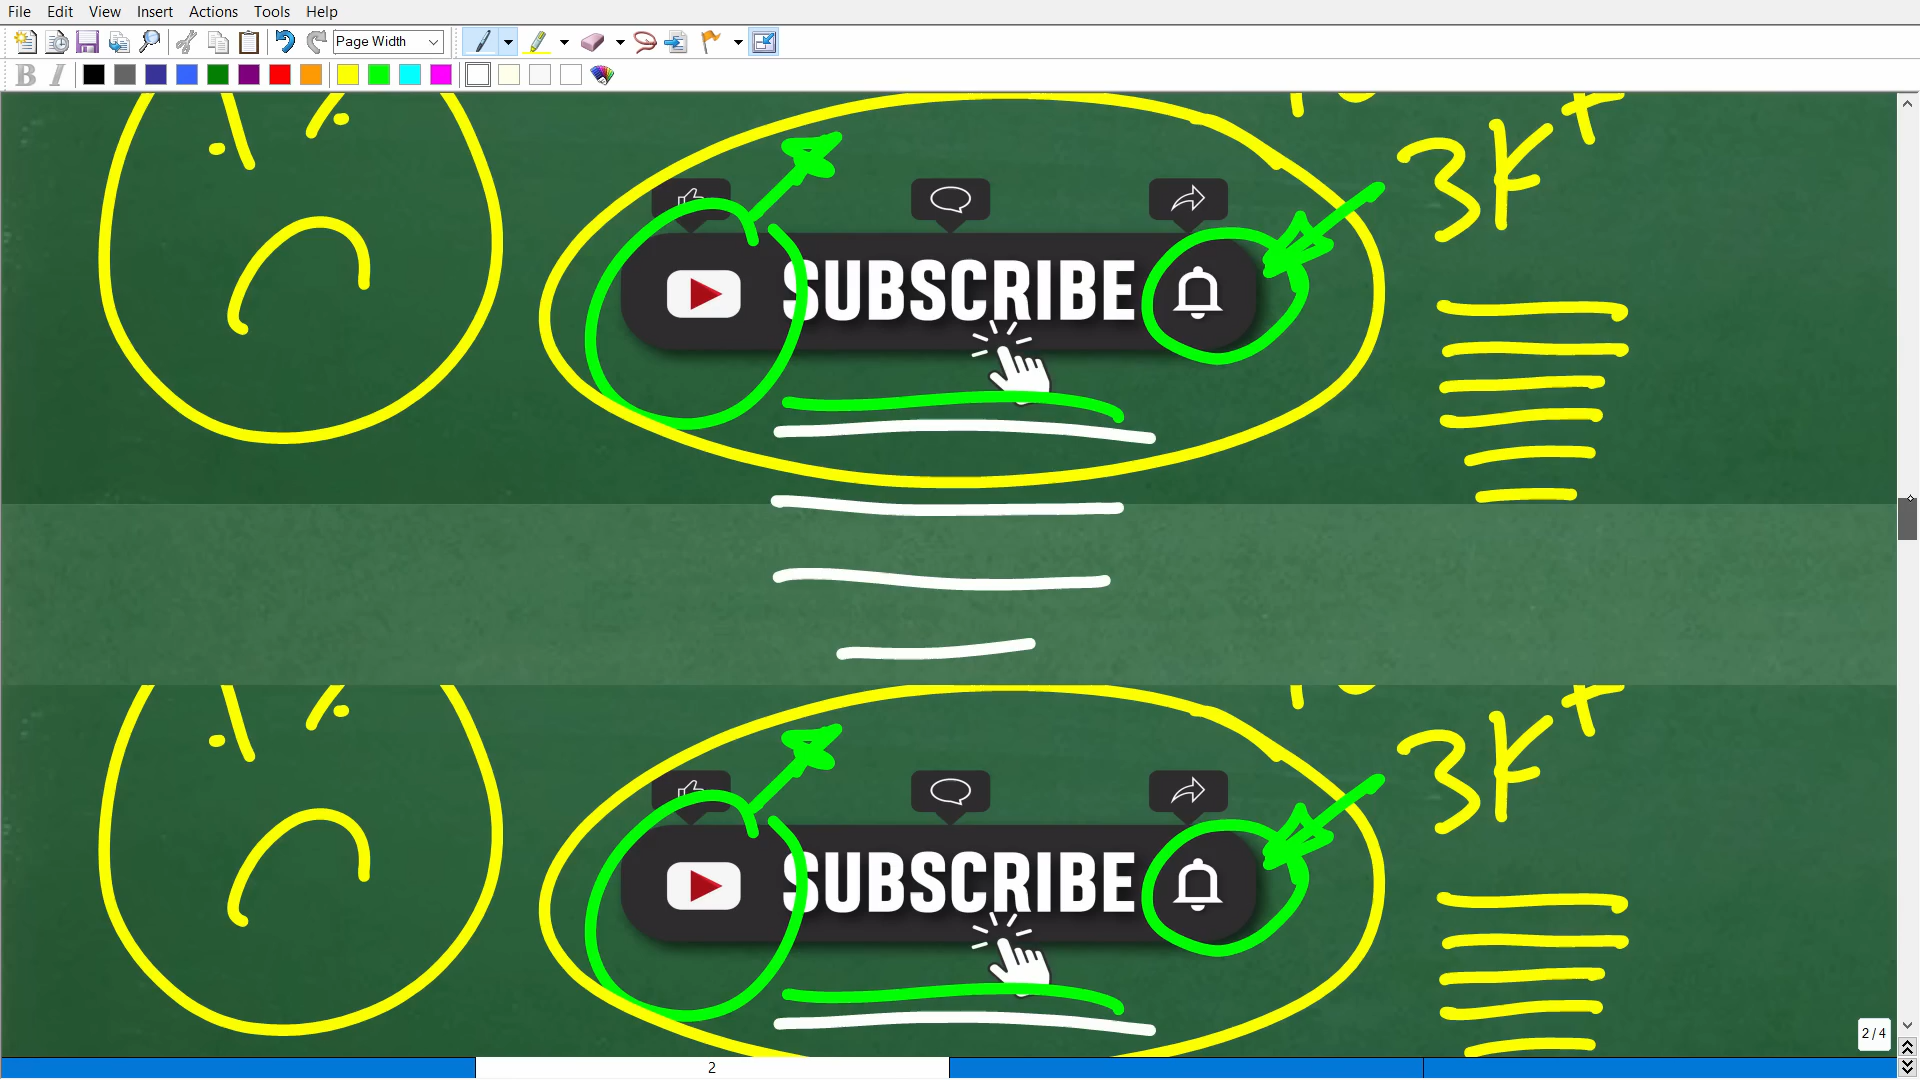 File Edit View Insert Actions Tools Help
Page Width
B I
3K+
SUBSCRIBE
3K+
SUBSCRIBE
2 / 4
2